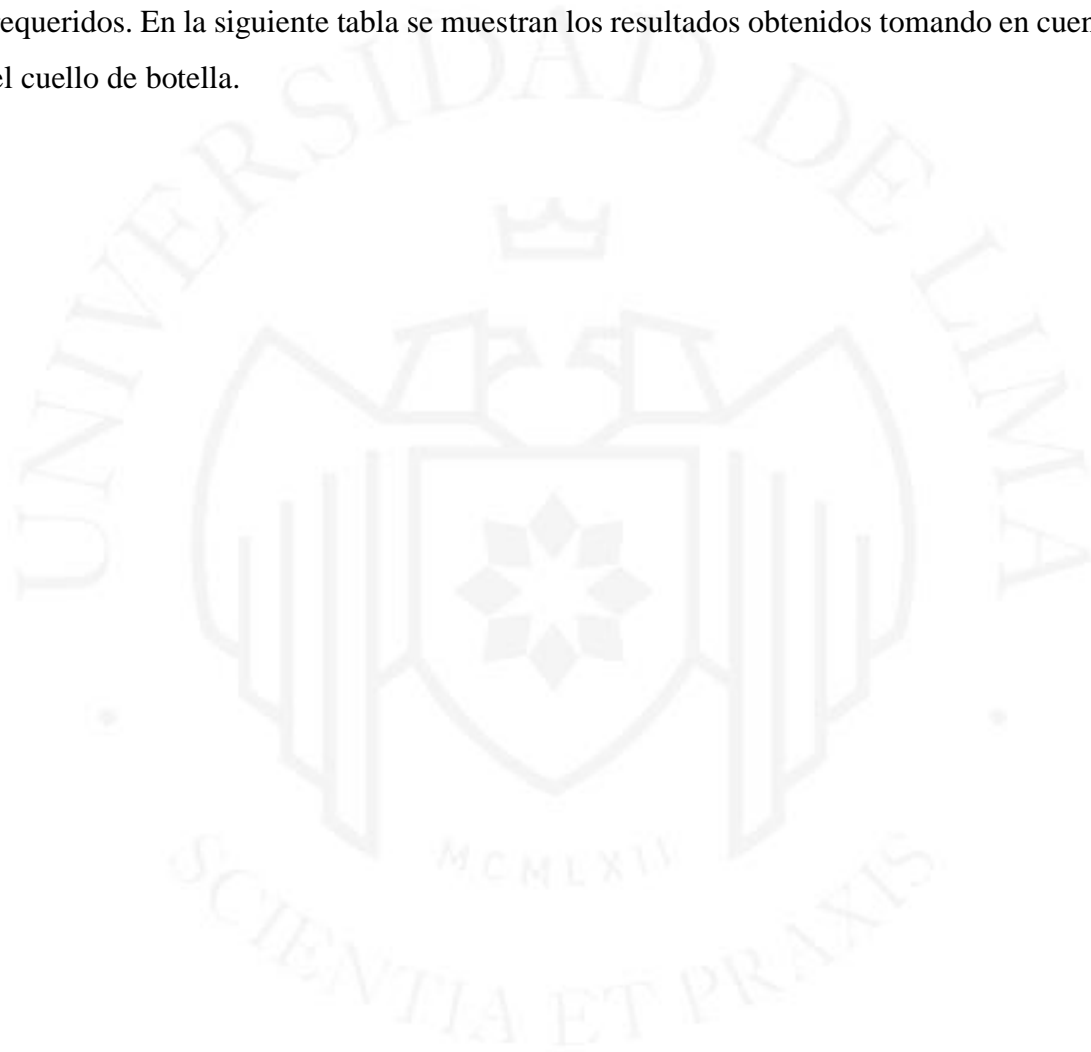 equeridos. En la siguiente tabla se muestran los resultados obtenidos tomando en cuen
el cuello de botella.
UNIVERSIDAD DE LIMA
MCMLXII
SCIENTIA ET PRAXIS